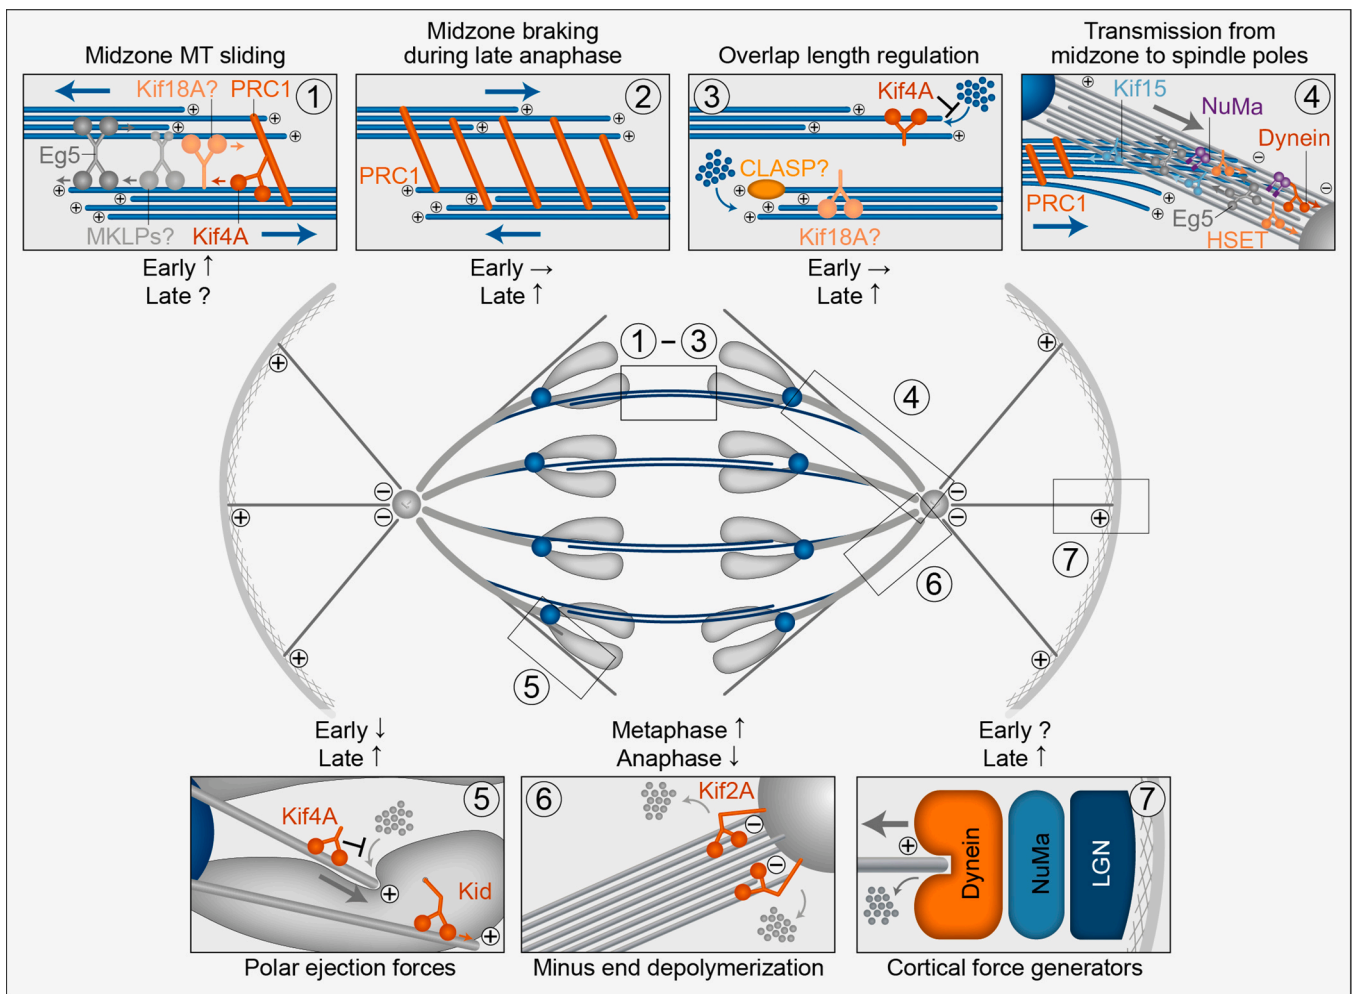 Midzone MT sliding
Midzone braking
during late anaphase
Overlap length regulation
Transmission from
midzone to spindle poles
Kif18A? PRC1 1
+
+
+
Eg5
+
MKLPs? Kif4A
+
+
Early ↑
Late ?
2
+
+
+
PRC1
+
+
+
Early →
Late ↑
3
Kif4A
+
+
+
CLASP?
+
+
+
Kif18A?
Early →
Late ↑
+
Kif15
4
NuMa
Dynein
−
−
PRC1
+
+
Eg5
HSET
1 – 3
4
+
+
−
−
−
−
+
+
7
6
+
+
5
Early ↓
Late ↑
Metaphase ↑
Anaphase ↓
Early ?
Late ↑
5
Kif4A
+
Kid
+
Polar ejection forces
6
Kif2A
−
−
Minus end depolymerization
7
+
Dynein
NuMa
LGN
Cortical force generators